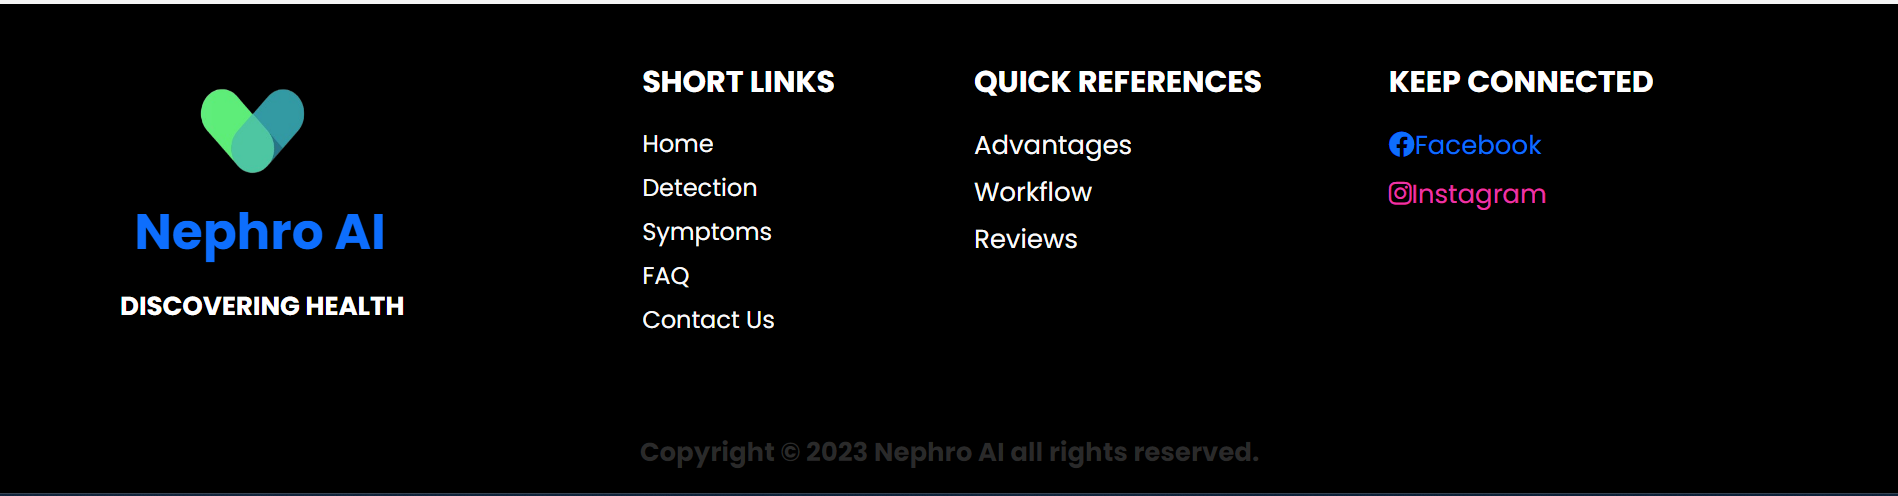 Nephro AI
DISCOVERING HEALTH
SHORT LINKS
Home
Detection
Symptoms
FAQ
Contact Us
QUICK REFERENCES
Advantages
Workflow
Reviews
KEEP CONNECTED
Facebook
Instagram
Copyright © 2023 Nephro AI all rights reserved.